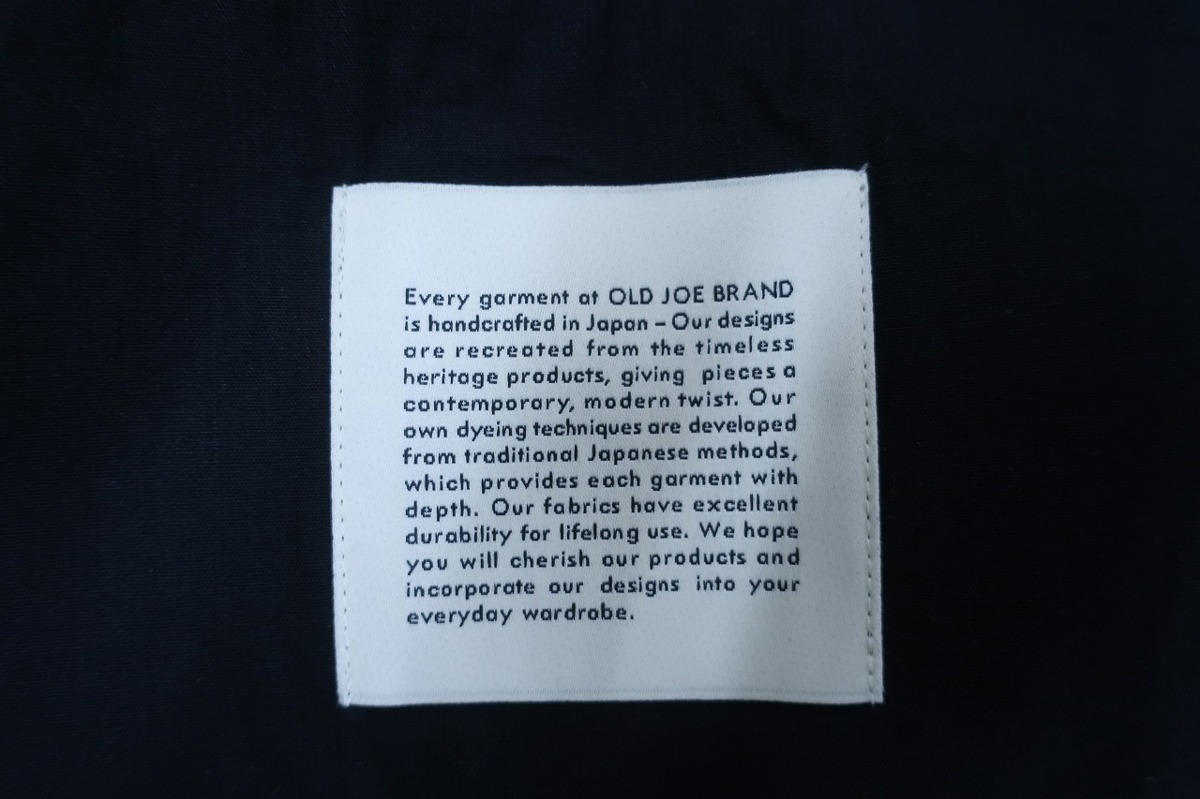 Every garment at OLD JOE BRAND
is handcrafted in Japan – Our designs
are recreated from the timeless
heritage products, giving pieces a
contemporary, modern twist. Our
own dyeing techniques are developed
from traditional Japanese methods,
which provides each garment with
depth. Our fabrics have excellent
durability for lifelong use. We hope
you will cherish our products and
incorporate our designs into your
everyday wardrobe.